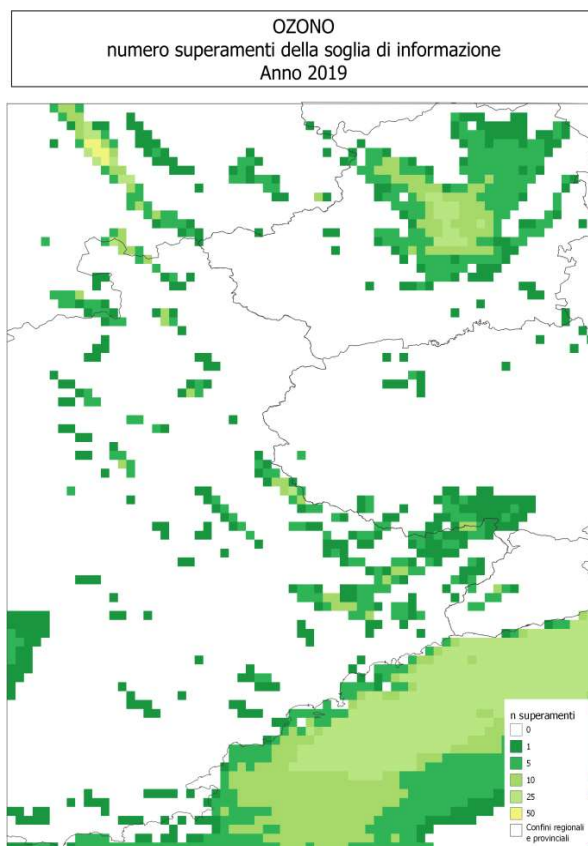 OZONO
numero superamenti della soglia di informazione
Anno 2019
n superamenti
0
1
5
10
25
50
Confini regionali
e provinciali